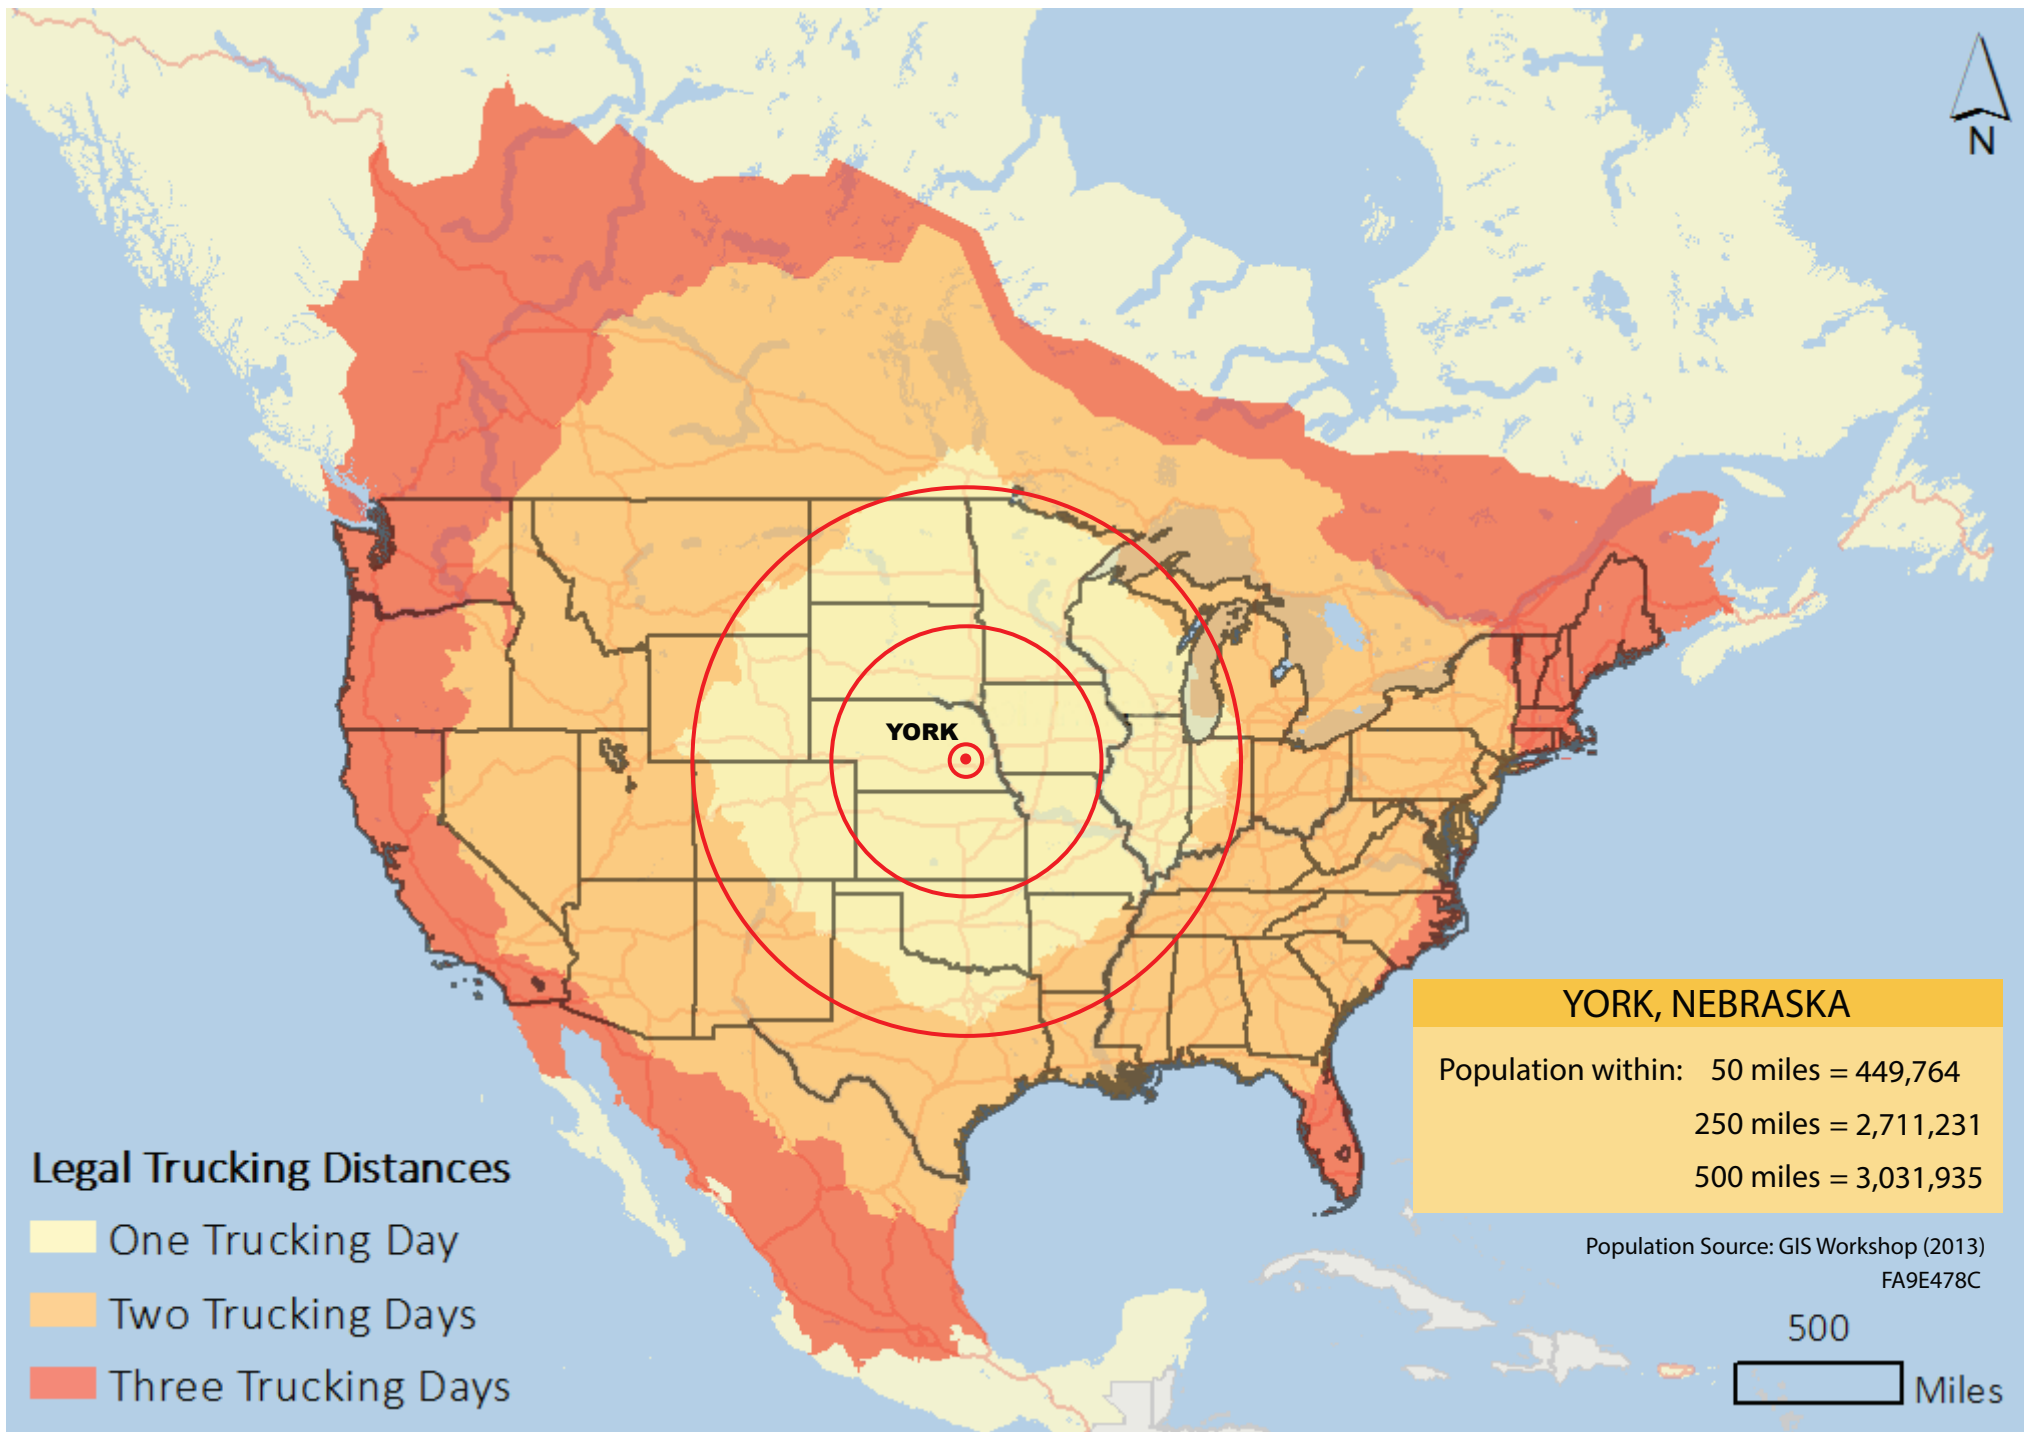 N
YORK
YORK, NEBRASKA
Population within: 50 miles = 449,764
250 miles = 2,711,231
500 miles = 3,031,935
Population Source: GIS Workshop (2013)
FA9E478C
500
Miles
Legal Trucking Distances
One Trucking Day
Two Trucking Days
Three Trucking Days